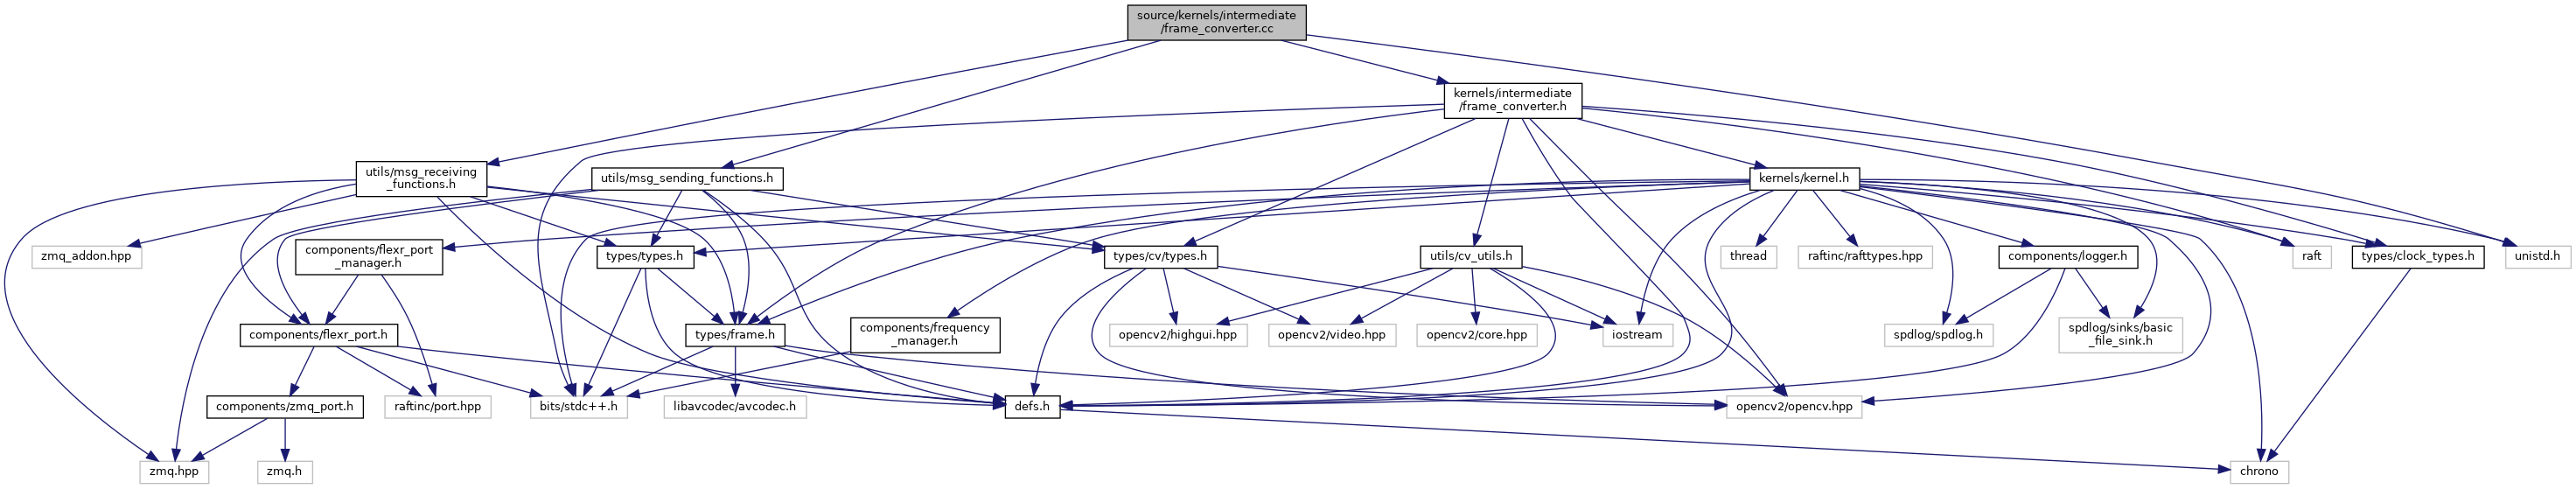 source/kernels/intermediate
/frame_converter.cc
kernels/intermediate
/frame_converter.h
utils/msg_receiving
_functions.h
utils/msg_sending_functions.h
kernels/kernel.h
zmq_addon.hpp
components/flexr_port
_manager.h
types/types.h
types/cv/types.h
utils/cv_utils.h
thread
raftinc/rafttypes.hpp
components/logger.h
raft
types/clock_types.h
unistd.h
components/flexr_port.h
types/frame.h
components/frequency
_manager.h
opencv2/highgui.hpp
opencv2/video.hpp
opencv2/core.hpp
iostream
spdlog/spdlog.h
spdlog/sinks/basic
_file_sink.h
components/zmq_port.h
raftinc/port.hpp
bits/stdc++.h
libavcodec/avcodec.h
defs.h
opencv2/opencv.hpp
zmq.hpp
zmq.h
chrono